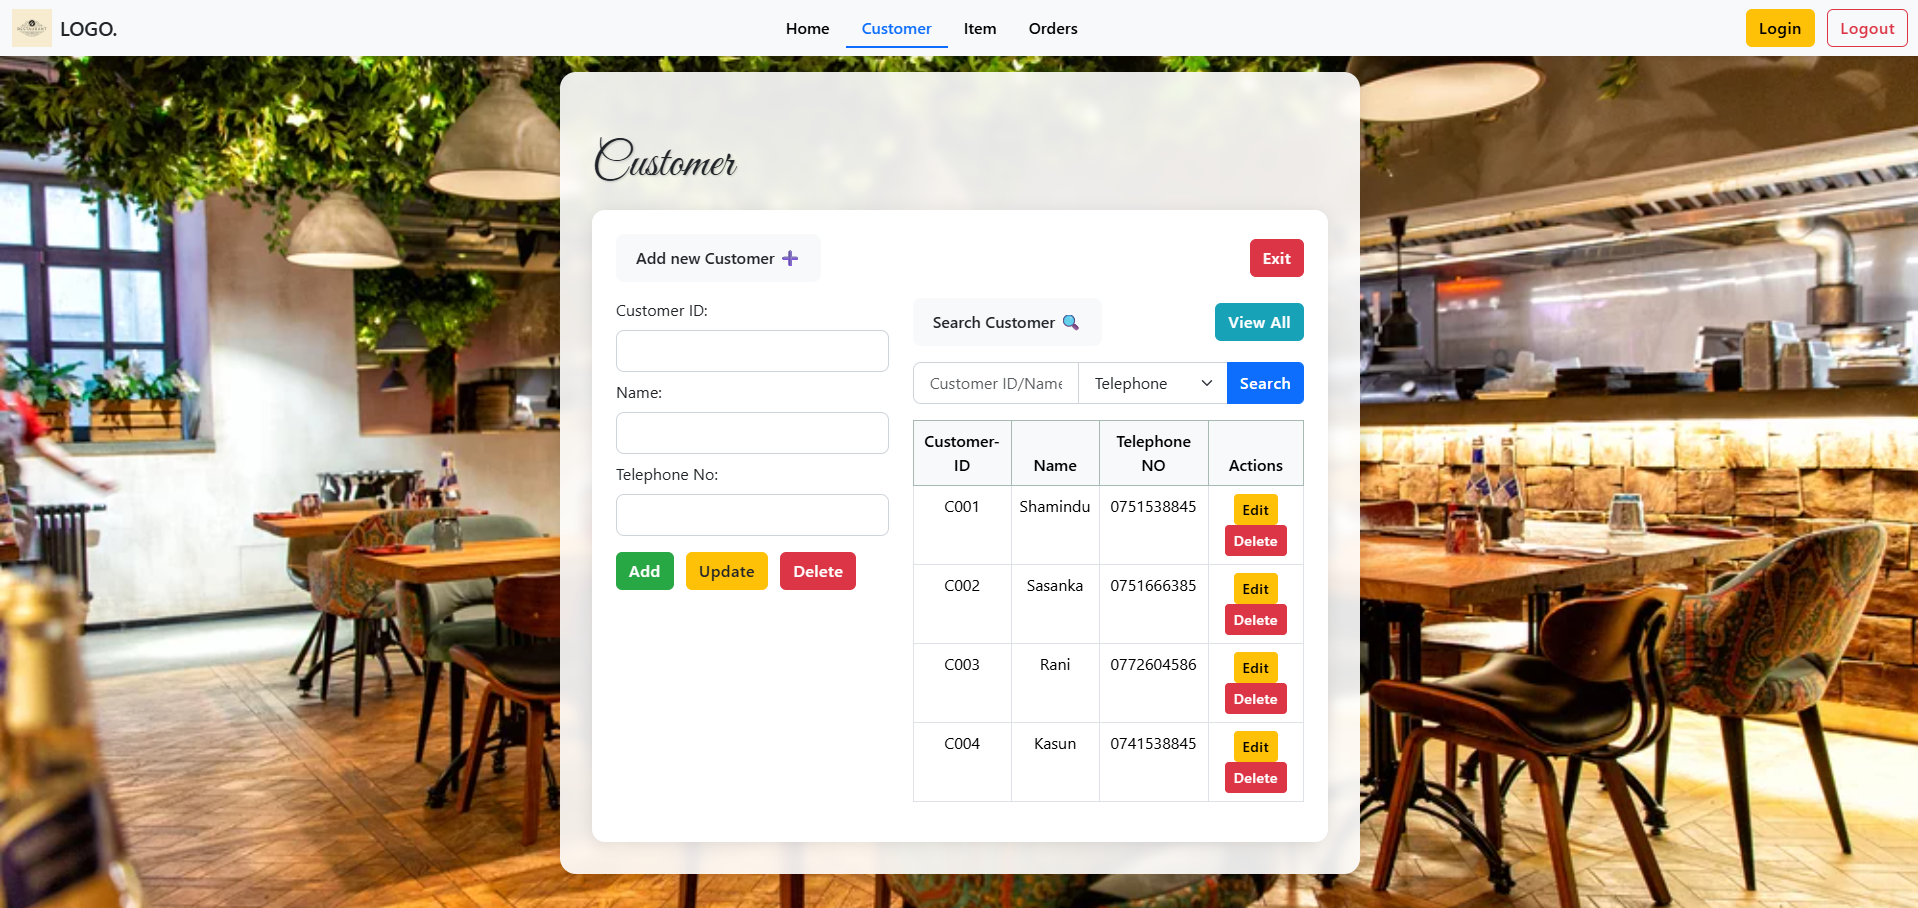 LOGO.
Home
Customer
Item
Orders
Login
Logout
Customer
Add new Customer
Exit
Customer ID:
Name:
Telephone No:
Add
Update
Delete
Search Customer
View All
Customer ID/Name
Telephone
Search
Customer-
ID
Name
Telephone
NO
Actions
C001 Shamindu 0751538845 Edit
Delete
C002 Sasanka 0751666385 Edit
Delete
C003 Rani 0772604586 Edit
Delete
C004 Kasun 0741538845 Edit
Delete